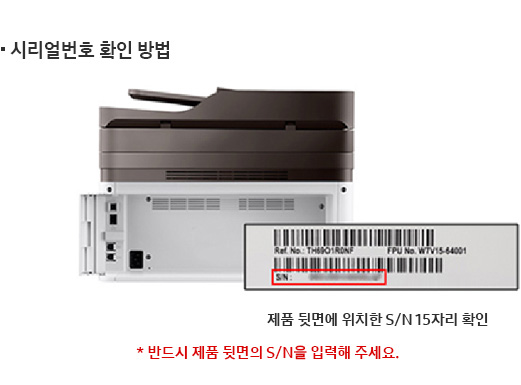 ▪ 시리얼번호 확인 방법
Ref. No.: TH69O1R0NF FPU No. W7V15-64001
S/N :
제품 뒷면에 위치한 S/N 15자리 확인
* 반드시 제품 뒷면의 S/N을 입력해 주세요.